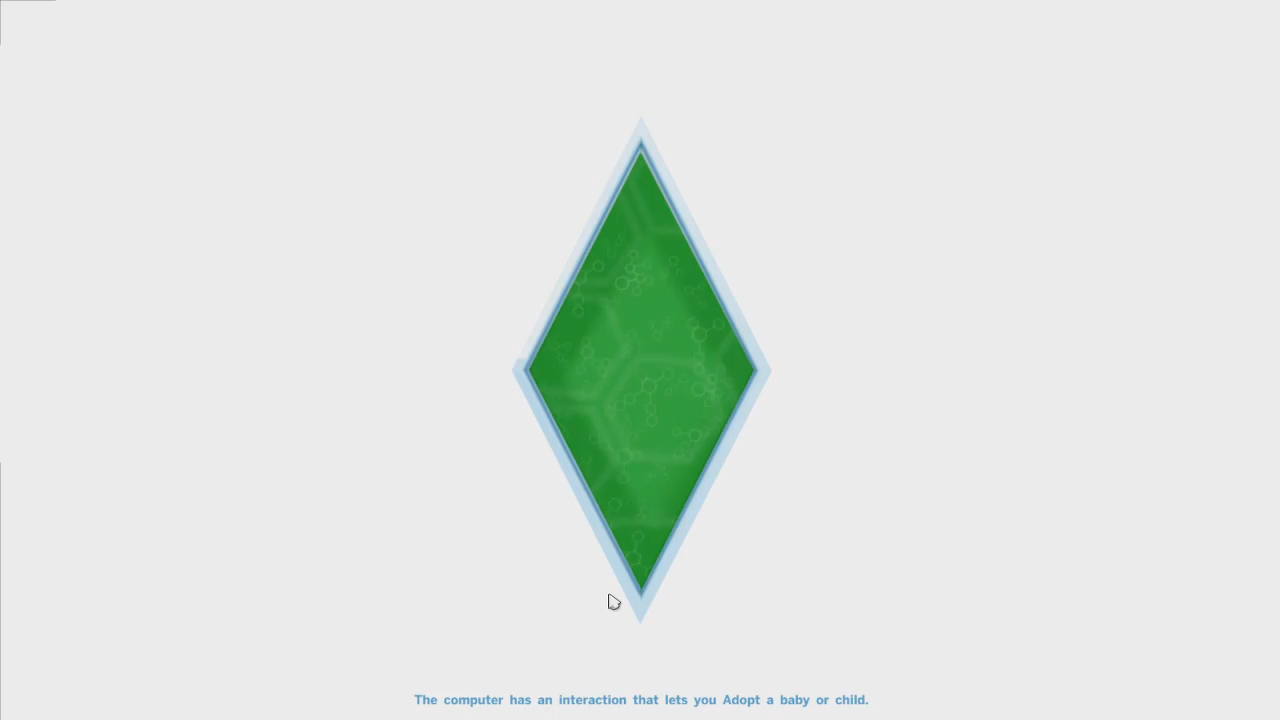 The computer has an interaction that lets you Adopt a baby or child.